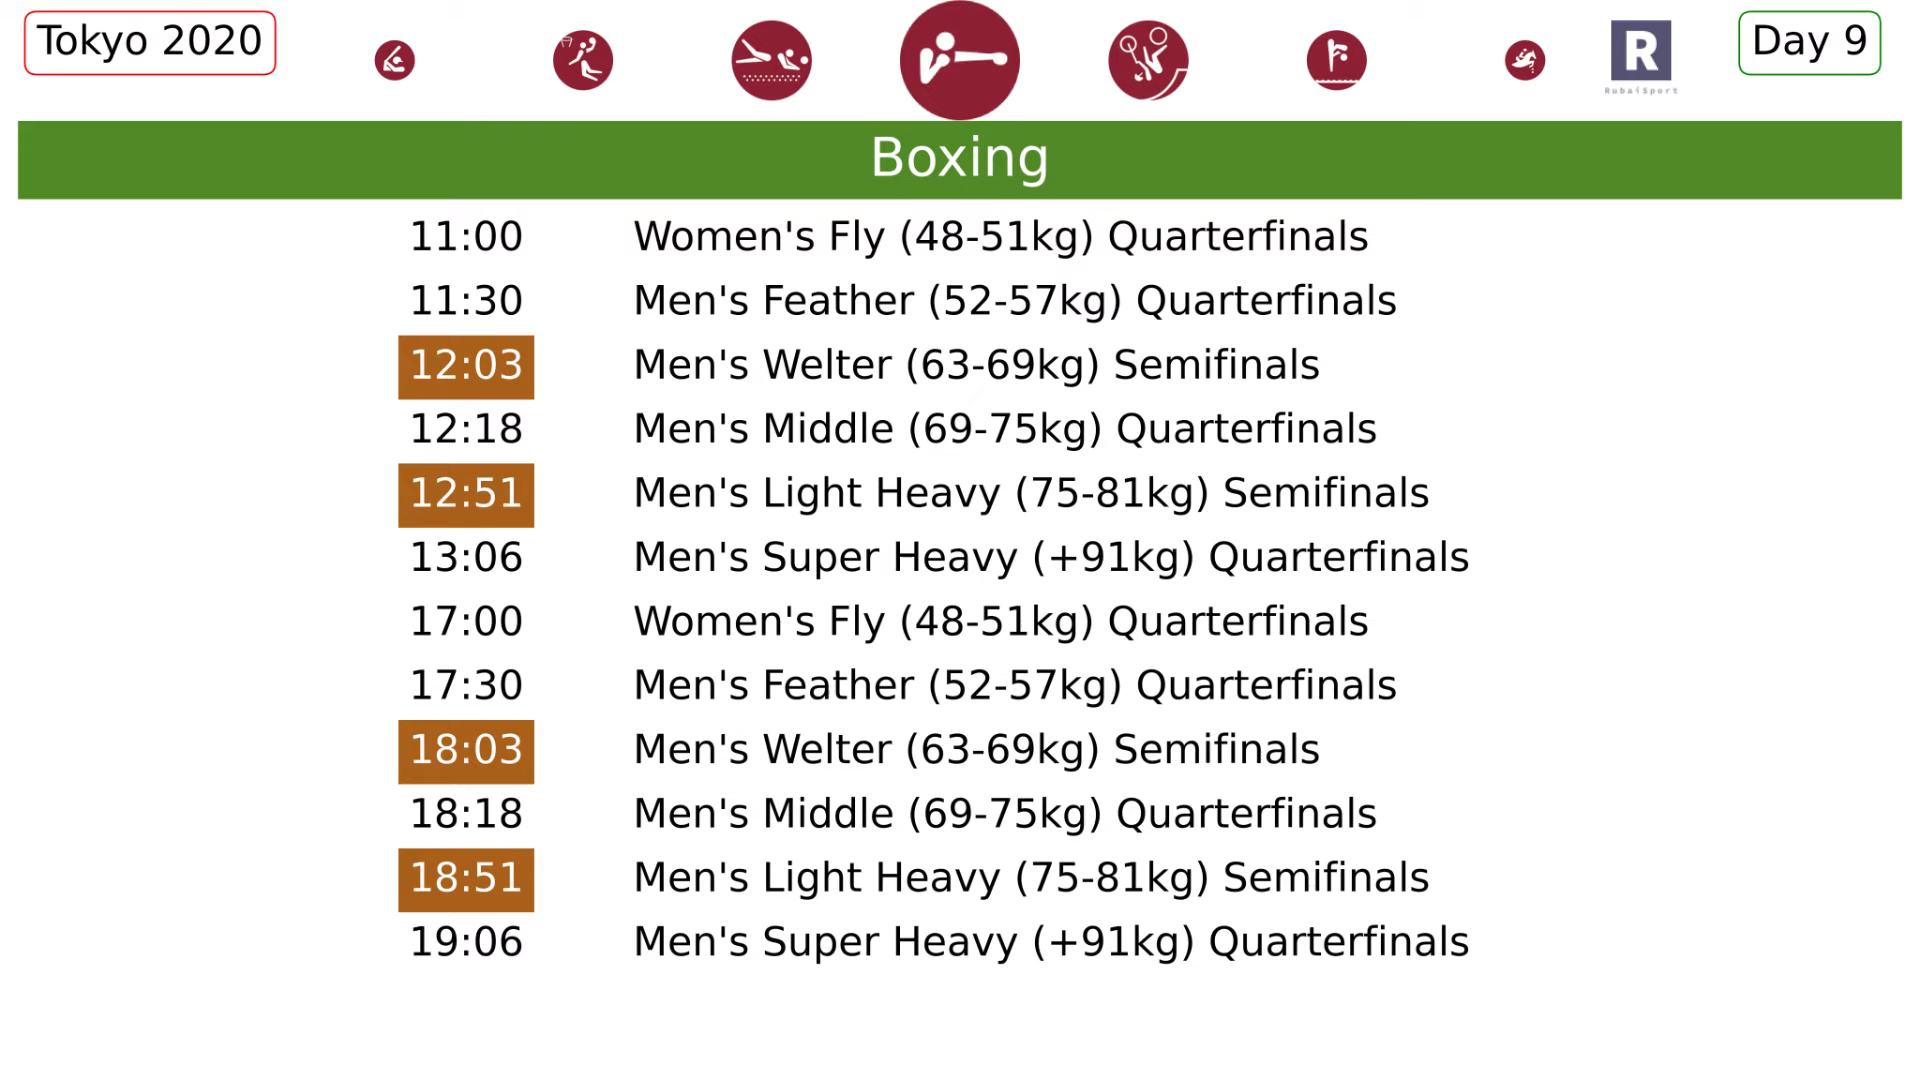 Tokyo 2020
R
RubaiSport
Day 9
Boxing
11:00 Women's Fly (48-51kg) Quarterfinals
11:30 Men's Feather (52-57kg) Quarterfinals
12:03 Men's Welter (63-69kg) Semifinals
12:18 Men's Middle (69-75kg) Quarterfinals
12:51 Men's Light Heavy (75-81kg) Semifinals
13:06 Men's Super Heavy (+91kg) Quarterfinals
17:00 Women's Fly (48-51kg) Quarterfinals
17:30 Men's Feather (52-57kg) Quarterfinals
18:03 Men's Welter (63-69kg) Semifinals
18:18 Men's Middle (69-75kg) Quarterfinals
18:51 Men's Light Heavy (75-81kg) Semifinals
19:06 Men's Super Heavy (+91kg) Quarterfinals